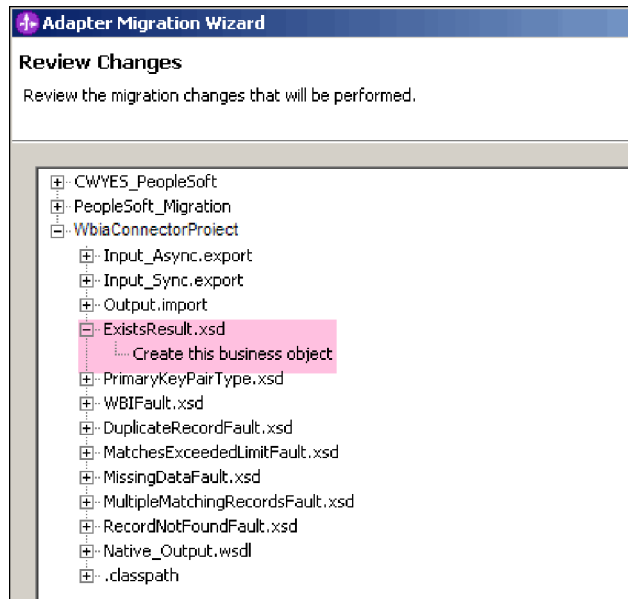 Adapter Migration Wizard
Review Changes
Review the migration changes that will be performed.
CWYES_PeopleSoft
PeopleSoft_Migration
WbiaConnectorProject
Input_Async.export
Input_Sync.export
Output.import
ExistsResult.xsd
Create this business object
PrimaryKeyPairType.xsd
WBIFault.xsd
DuplicateRecordFault.xsd
MatchesExceededLimitFault.xsd
MissingDataFault.xsd
MultipleMatchingRecordsFault.xsd
RecordNotFoundFault.xsd
Native_Output.wsdl
.classpath